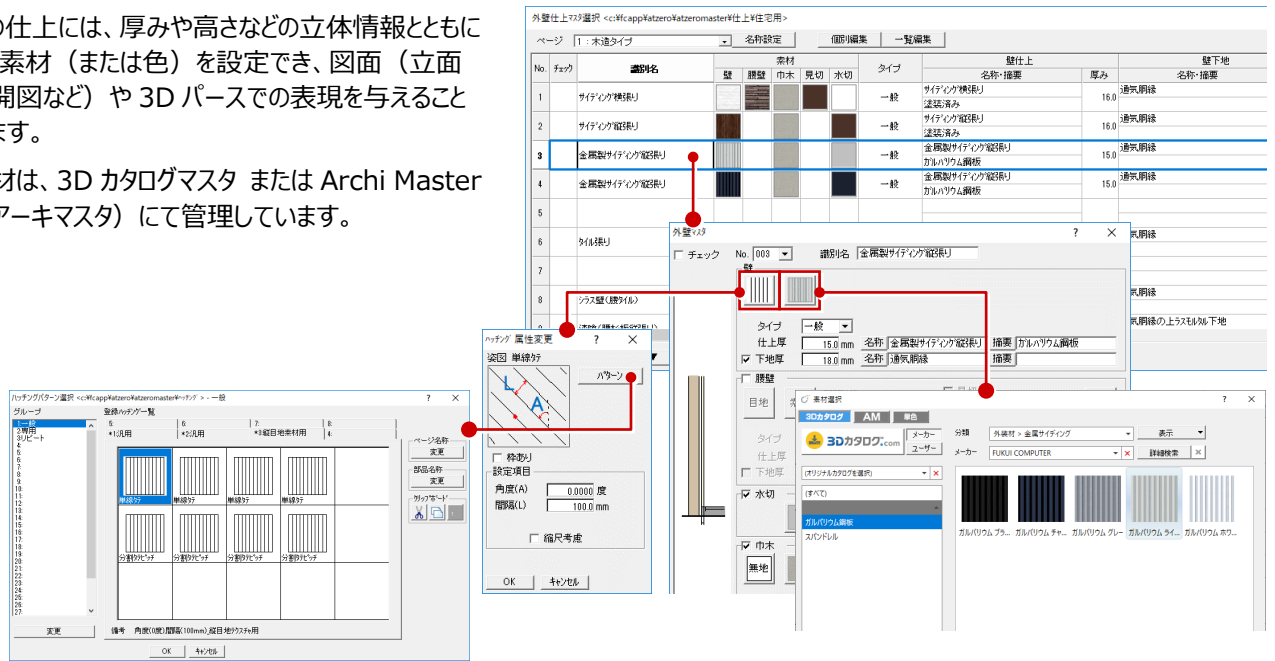 の仕上には、厚みや高さなどの立体情報とともに
素材（または色）を設定でき、図面（立面
開図など）や 3D パースでの表現を与えること
ます。
材は、3D カタログマスタ または Archi Master
アーキマスタ）にて管理しています。
外壁仕上マスタ選択 <c:¥fcapp¥atzero¥atzeromaster¥仕上¥住宅用>
ページ 1：木造タイプ 名称設定 個別編集 一覧編集
No. チェック 識別名 素材 タイプ 壁仕上 壁下地
壁 腰壁 巾木 見切 水切 名称・摘要 厚み 名称・摘要
1 サイディング横張り 一般 サイディング横張り 16.0 通気胴縁
塗装済み
2 サイディング縦張り 一般 サイディング縦張り 16.0 通気胴縁
塗装済み
3 金属製サイディング縦張り 一般 金属製サイディング縦張り 15.0 通気胴縁
ガルバリウム鋼板
4 金属製サイディング縦張り 一般 金属製サイディング縦張り 15.0 通気胴縁
ガルバリウム鋼板
5
6 タイル張り 気胴縁
7
8 シラス壁(腰タイル) 気胴縁
気胴縁の上ラスモルタル下地
外壁マスタ ? ×
チェック No. 003 識別名 金属製サイディング縦張り
壁
タイプ 一般
仕上厚 15.0 mm 名称 金属製サイディング縦張り 摘要 ガルバリウム鋼板
下地厚 18.0 mm 名称 通気胴縁 摘要
腰壁
目地
タイプ
仕上厚
下地厚
水切
巾木
無地
ハッチング属性変更 ? ×
姿図 単線タテ
L
A
パターン
枠あり
設定項目
角度(A) 0.0000 度
間隔(L) 100.0 mm
縮尺考慮
OK キャンセル
ハッチングパターン選択 <c:¥fcapp¥atzero¥atzeromaster¥ハッチング> - 一般 ? ×
グループ 登録ハッチング一覧
1:一般
2:専用
3:リピート
4:
5:
6:
7:
8:
9:
10:
11:
12:
13:
14:
15:
16:
17:
18:
19:
20:
21:
22:
23:
24:
25:
26:
27:
変更
5: 6: 7: 8:
*1:汎用 *2:汎用 *3:縦目地素材用 4:
単線タテ 単線タテ 単線タテ 単線タテ
分割タテピッチ 分割タテピッチ 分割タテピッチ 分割タテピッチ
備考 角度(0度)間隔(100mm)_縦目地テクスチャ用
ページ名称
変更
部品名称
変更
クリップボード
OK キャンセル
素材選択 ? ×
3Dカタログ AM 単色
3Dカタログ.com メーカー
ユーザー
分類 外装材 > 金属サイディング 表示
メーカー FUKUI COMPUTER 詳細検索
(オリジナルカタログを選択)
(すべて)
ガルバリウム鋼板
スパンドレル
ガルバリウム ブラ... ガルバリウム チャ... ガルバリウム グレー ガルバリウム ライ... ガルバリウム ホワ...